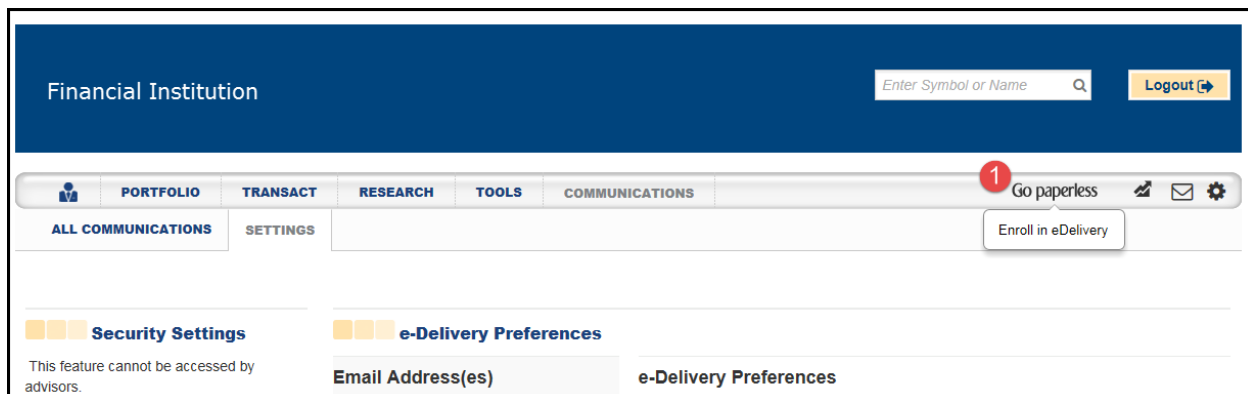 Financial Institution
Enter Symbol or Name
Logout
1
PORTFOLIO TRANSACT RESEARCH TOOLS COMMUNICATIONS Go paperless
ALL COMMUNICATIONS SETTINGS
Enroll in eDelivery
Security Settings
e-Delivery Preferences
This feature cannot be accessed by
advisors.
Email Address(es)
e-Delivery Preferences